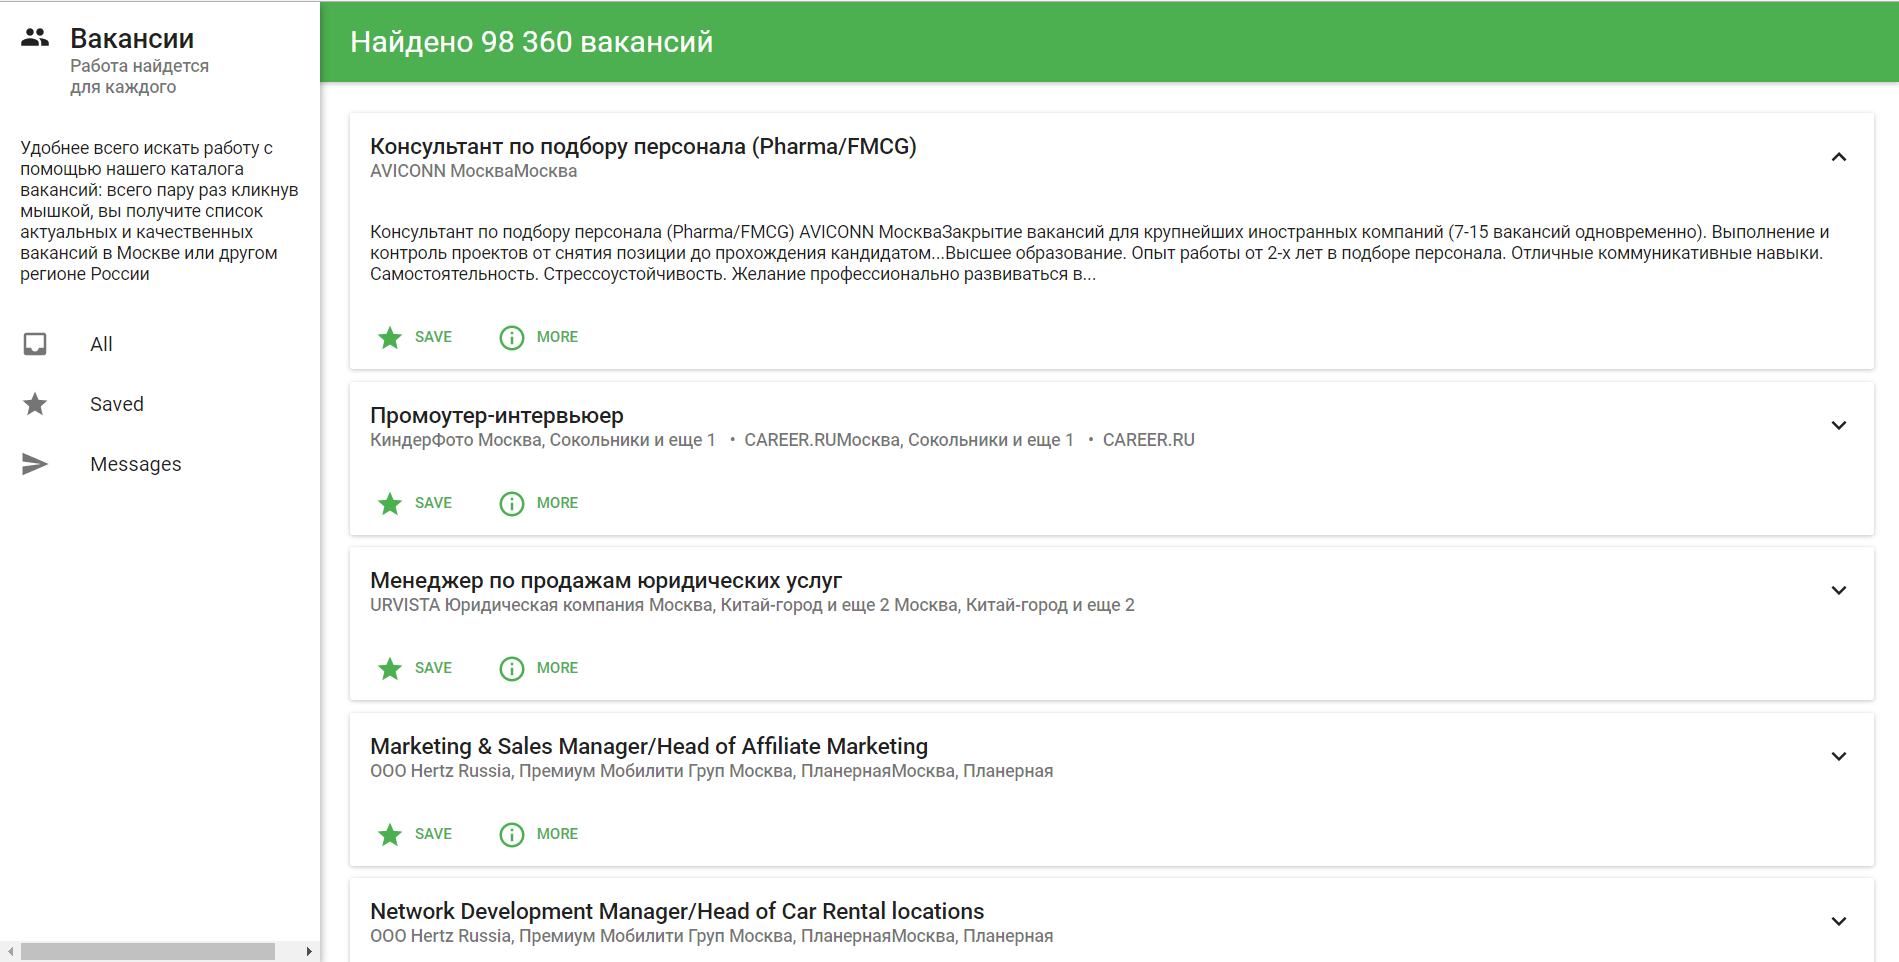 Вакансии
Работа найдется
для каждого
Удобнее всего искать работу с
помощью нашего каталога
вакансий: всего пару раз кликнув
мышкой, вы получите список
актуальных и качественных
вакансий в Москве или другом
регионе России
All
Saved
Messages
Найдено 98 360 вакансий
Консультант по подбору персонала (Pharma/FMCG)
AVICONN МоскваМосква
Консультант по подбору персонала (Pharma/FMCG) AVICONN МоскваЗакрытие вакансий для крупнейших иностранных компаний (7-15 вакансий одновременно). Выполнение и
контроль проектов от снятия позиции до прохождения кандидатом...Высшее образование. Опыт работы от 2-х лет в подборе персонала. Отличные коммуникативные навыки.
Самостоятельность. Стрессоустойчивость. Желание профессионально развиваться в...
SAVE MORE
Промоутер-интервьюер
КиндерФото Москва, Сокольники и еще 1 • CAREER.RUМосква, Сокольники и еще 1 • CAREER.RU
SAVE MORE
Менеджер по продажам юридических услуг
URVISTA Юридическая компания Москва, Китай-город и еще 2 Москва, Китай-город и еще 2
SAVE MORE
Marketing & Sales Manager/Head of Affiliate Marketing
ООО Hertz Russia, Премиум Мобилити Груп Москва, ПланернаяМосква, Планерная
SAVE MORE
Network Development Manager/Head of Car Rental locations
ООО Hertz Russia, Премиум Мобилити Груп Москва, ПланернаяМосква, Планерная